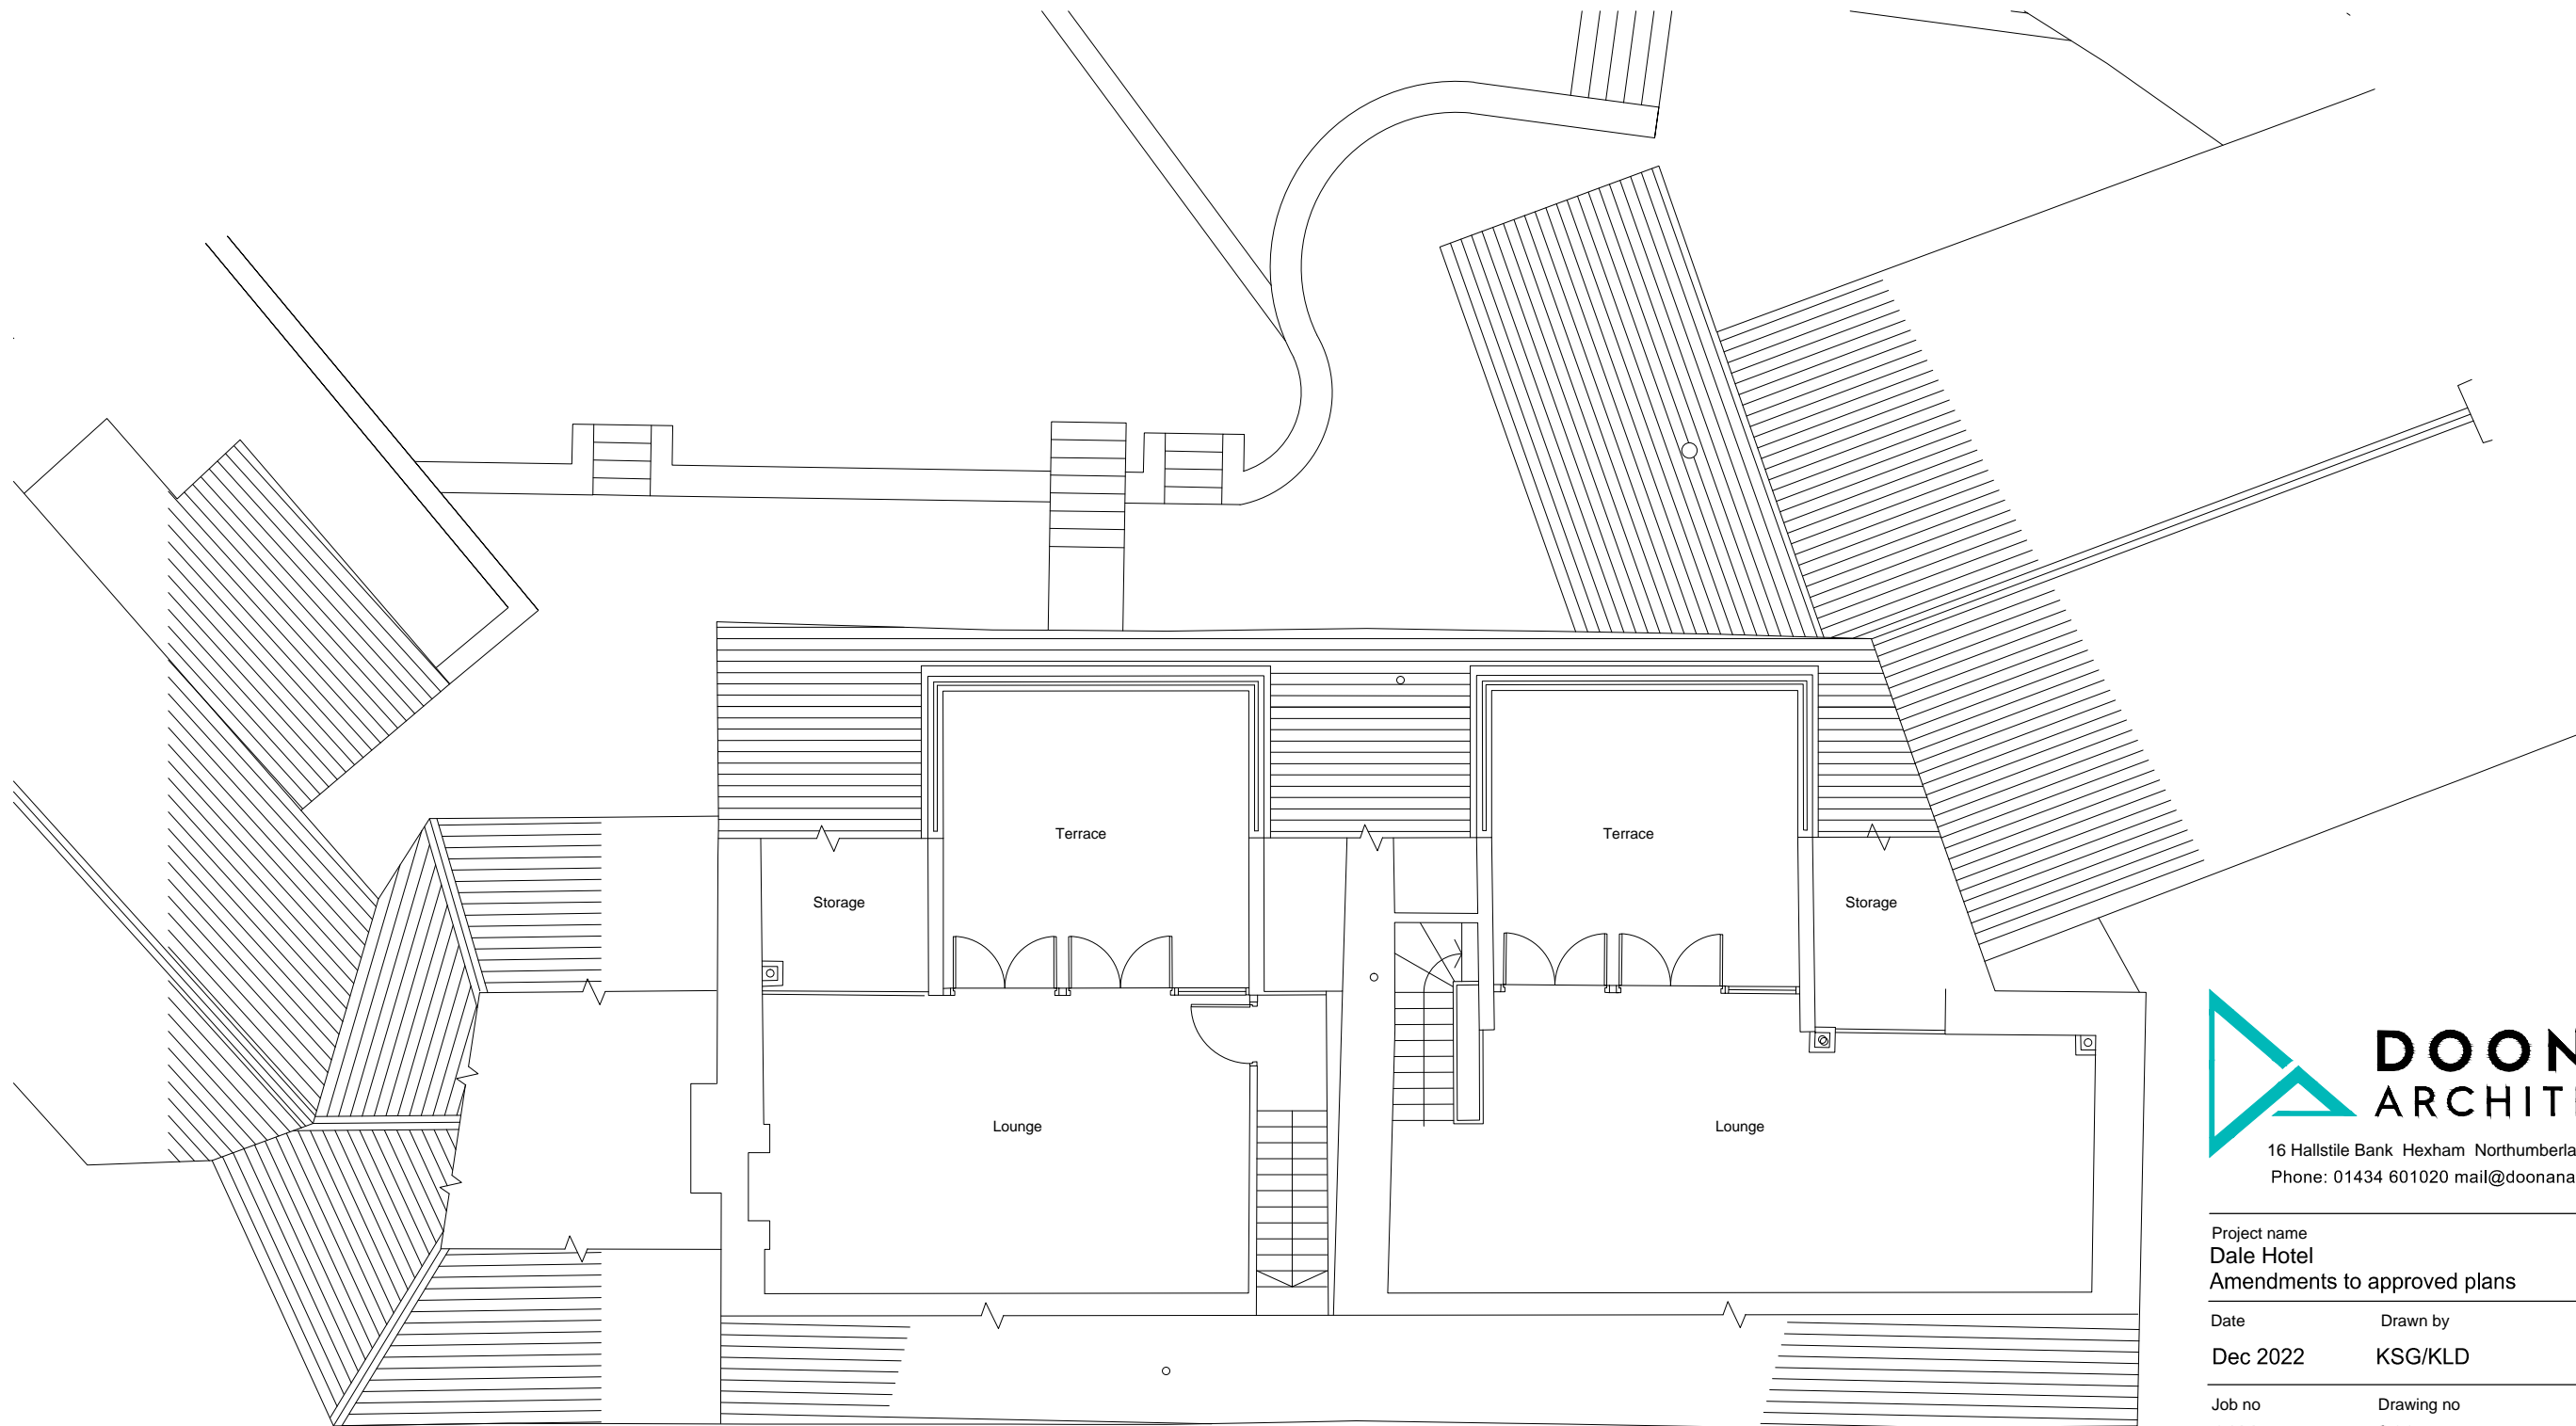 Terrace
Terrace
Storage
Storage
Lounge
Lounge
DOON
ARCHIT
16 Hallstile Bank Hexham Northumberla
Phone: 01434 601020 mail@doonana
Project name
Dale Hotel
Amendments to approved plans
Date Drawn by
Dec 2022 KSG/KLD
Job no Drawing no